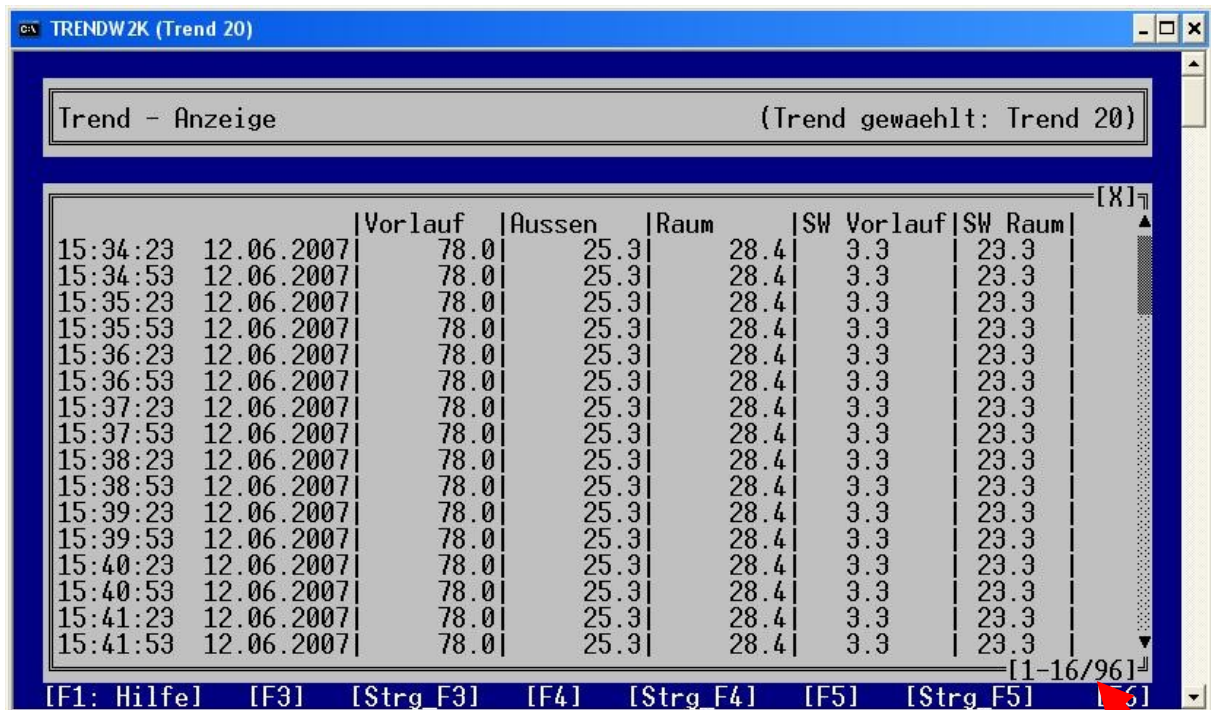 TRENDW2K (Trend 20)
Trend - Anzeige (Trend gewaehlt: Trend 20)
[X]
|Vorlauf |Aussen |Raum |SW Vorlauf|SW Raum|
15:34:23 12.06.2007| 78.0| 25.3| 28.4| 3.3 | 23.3 |
15:34:53 12.06.2007| 78.0| 25.3| 28.4| 3.3 | 23.3 |
15:35:23 12.06.2007| 78.0| 25.3| 28.4| 3.3 | 23.3 |
15:35:53 12.06.2007| 78.0| 25.3| 28.4| 3.3 | 23.3 |
15:36:23 12.06.2007| 78.0| 25.3| 28.4| 3.3 | 23.3 |
15:36:53 12.06.2007| 78.0| 25.3| 28.4| 3.3 | 23.3 |
15:37:23 12.06.2007| 78.0| 25.3| 28.4| 3.3 | 23.3 |
15:37:53 12.06.2007| 78.0| 25.3| 28.4| 3.3 | 23.3 |
15:38:23 12.06.2007| 78.0| 25.3| 28.4| 3.3 | 23.3 |
15:38:53 12.06.2007| 78.0| 25.3| 28.4| 3.3 | 23.3 |
15:39:23 12.06.2007| 78.0| 25.3| 28.4| 3.3 | 23.3 |
15:39:53 12.06.2007| 78.0| 25.3| 28.4| 3.3 | 23.3 |
15:40:23 12.06.2007| 78.0| 25.3| 28.4| 3.3 | 23.3 |
15:40:53 12.06.2007| 78.0| 25.3| 28.4| 3.3 | 23.3 |
15:41:23 12.06.2007| 78.0| 25.3| 28.4| 3.3 | 23.3 |
15:41:53 12.06.2007| 78.0| 25.3| 28.4| 3.3 | 23.3 |
[1-16/96]
[F1: Hilfe] [F3] [Strg_F3] [F4] [Strg_F4] [F5] [Strg_F5]